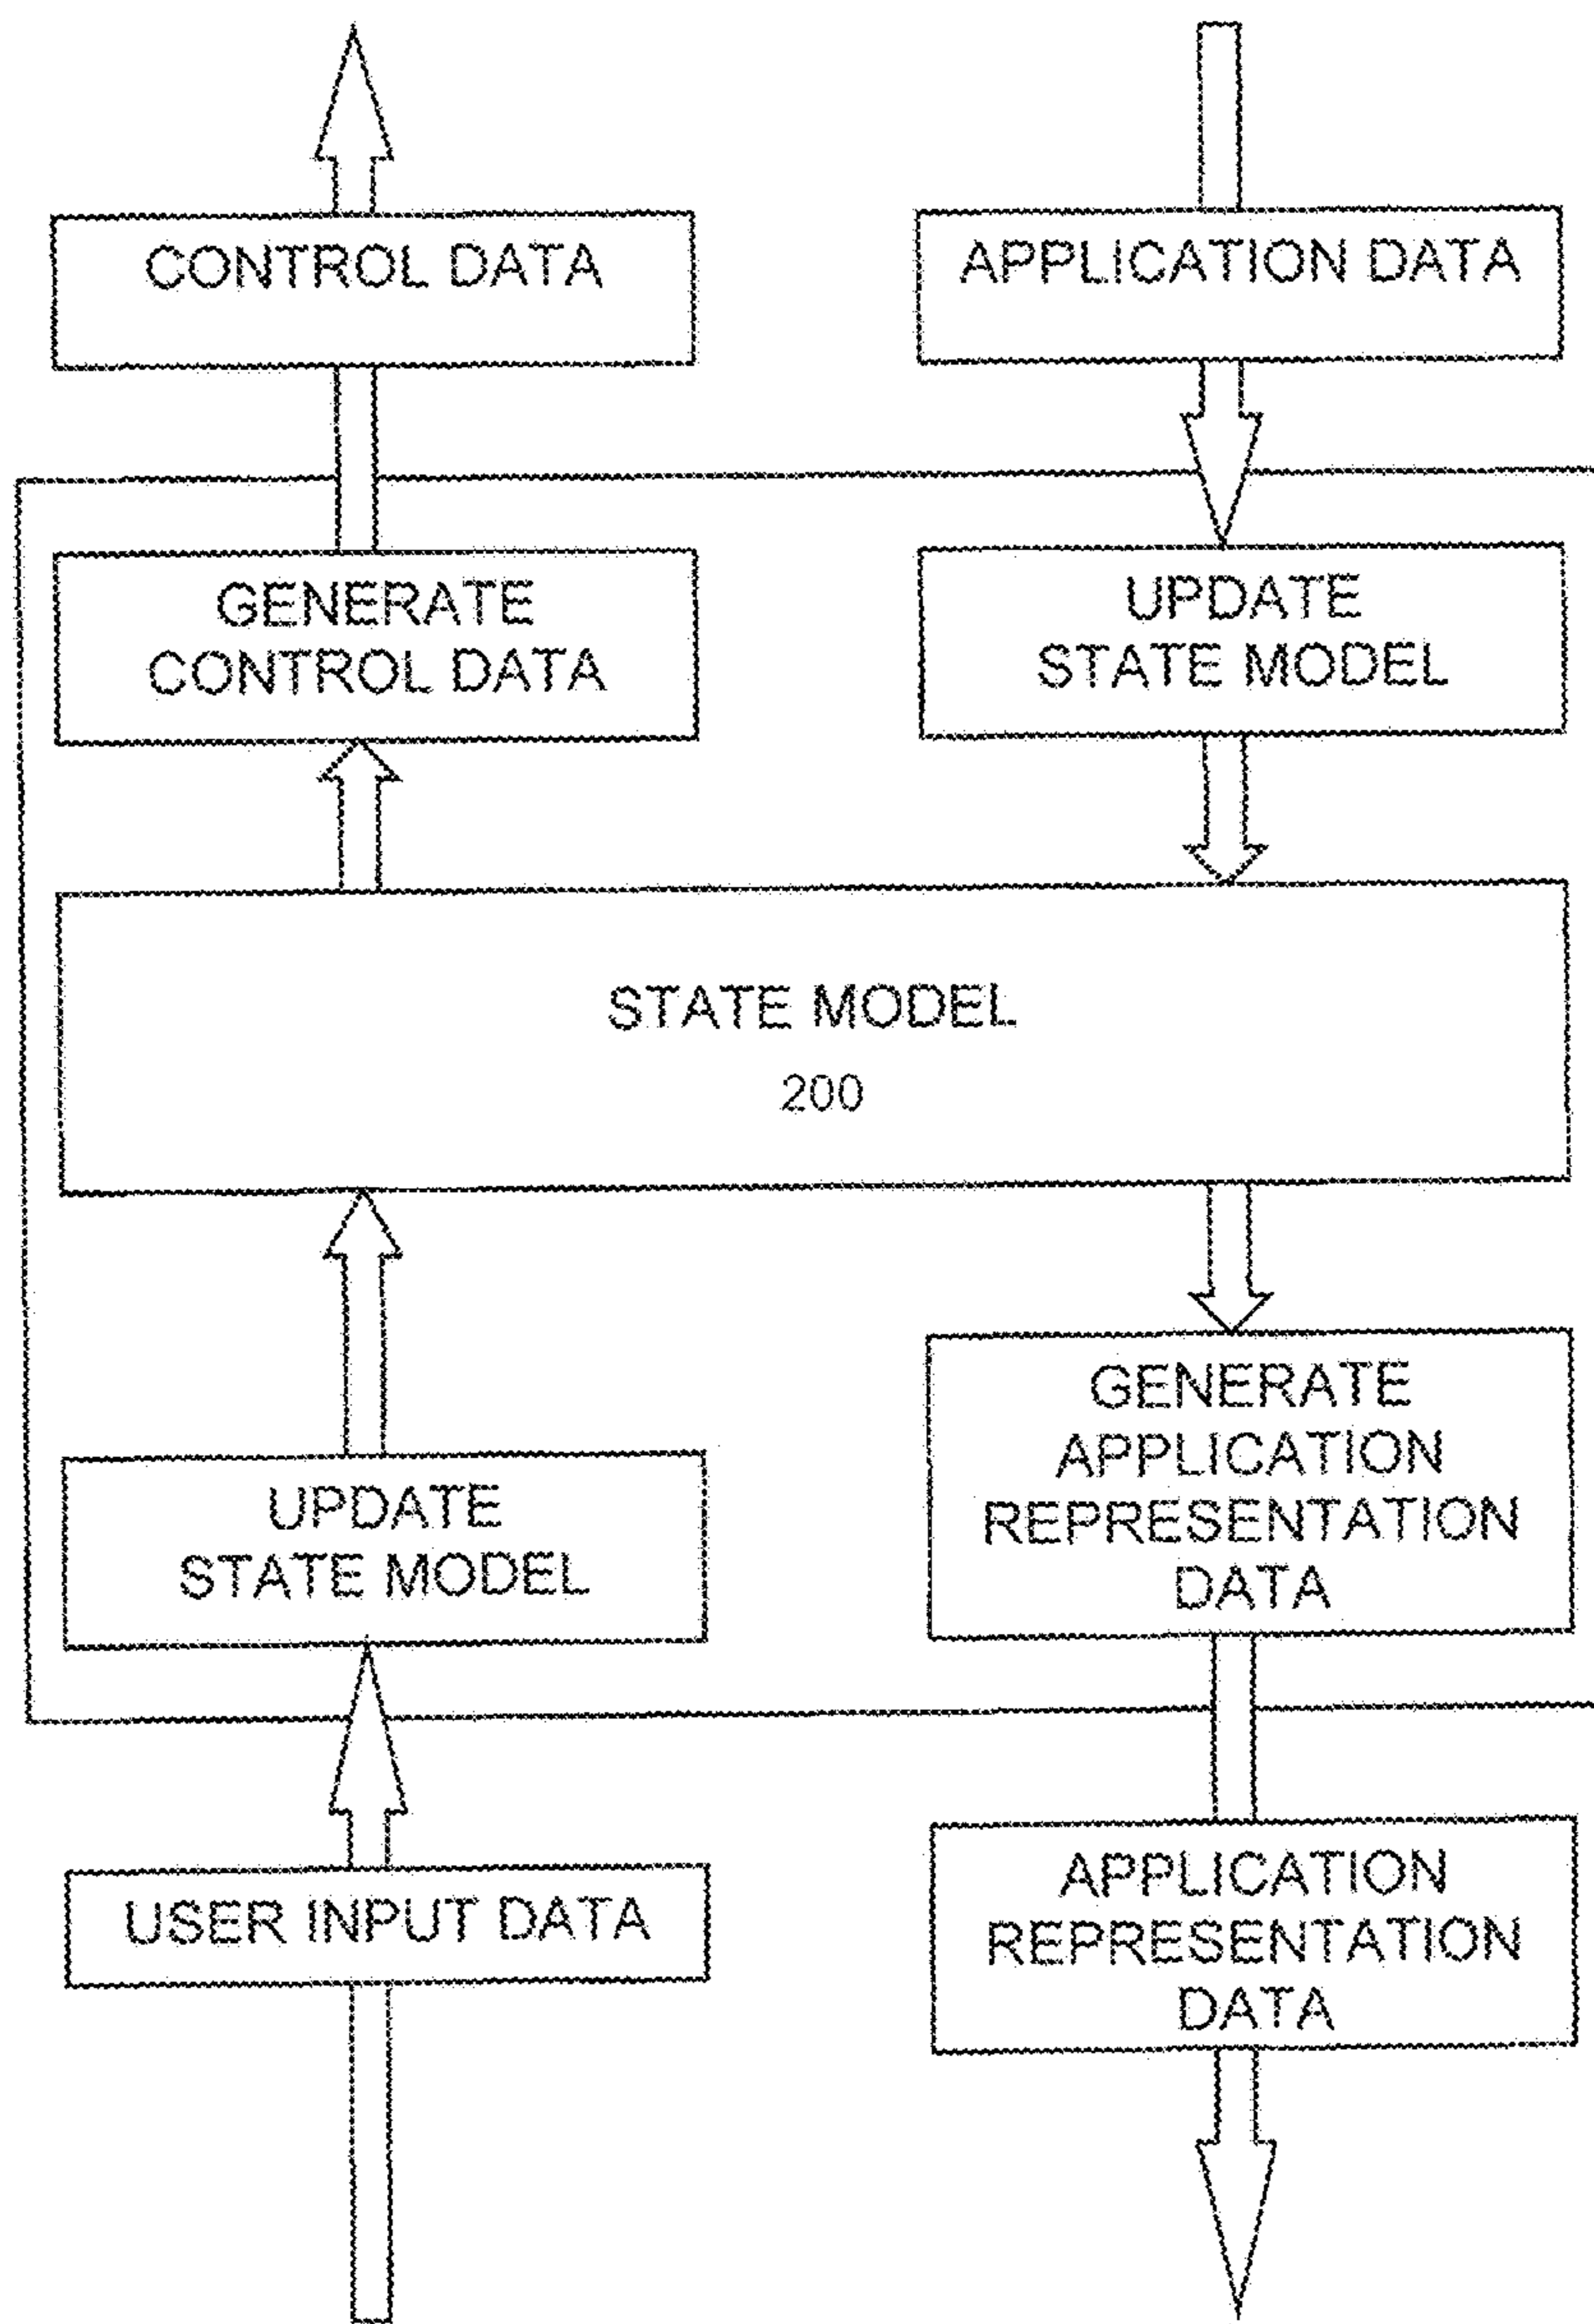 CONTROL DATA
APPLICATION DATA
GENERATE
CONTROL DATA
UPDATE
STATE MODEL
STATE MODEL
200
UPDATE
STATE MODEL
GENERATE
APPLICATION
REPRESENTATION
DATA
USER INPUT DATA
APPLICATION
REPRESENTATION
DATA